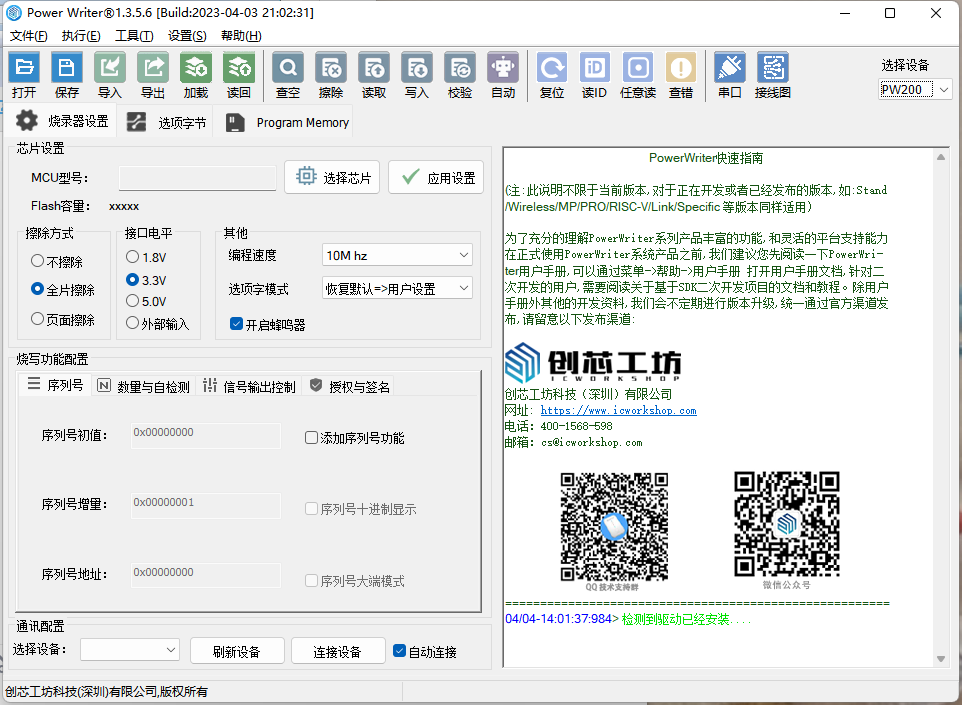 Power Writer®1.3.5.6 [Build:2023-04-03 21:02:31]
文件(F) 执行(E) 工具(T) 设置(S) 帮助(H)
打开 保存 导入 导出 加载 读回 查空 擦除 读取 写入 校验 自动 复位 读ID 任意读 查错 串口 接线图
选择设备
PW200
烧录器设置 选项字节 Program Memory
芯片设置
MCU型号:
选择芯片 应用设置
Flash容量: xxxxx
擦除方式
不擦除
全片擦除
页面擦除
接口电平
1.8V
3.3V
5.0V
外部输入
其他
编程速度 10M hz
选项字模式 恢复默认=>用户设置
开启蜂鸣器
烧写功能配置
序列号 数量与自检测 信号输出控制 授权与签名
序列号初值: 0x00000000 添加序列号功能
序列号增量: 0x00000001 序列号十进制显示
序列号地址: 0x00000000 序列号大端模式
通讯配置
选择设备: 刷新设备 连接设备 自动连接
创芯工坊科技(深圳)有限公司,版权所有
PowerWriter快速指南
(注:此说明不限于当前版本,对于正在开发或者已经发布的版本,如:Stand
/Wireless/MP/PRO/RISC-V/Link/Specific 等版本同样适用)
为了充分的理解PowerWriter系列产品丰富的功能,和灵活的平台支持能力
在正式使用PowerWriter系统产品之前,我们建议您先阅读一下PowerWri-
ter用户手册,可以通过菜单->帮助->用户手册 打开用户手册文档,针对二
次开发的用户,需要阅读关于基于SDK二次开发项目的文档和教程。除用户
手册外其他的开发资料,我们会不定期进行版本升级,统一通过官方渠道发
布,请留意以下发布渠道:
创芯工坊
ICWORKSHOP
创芯工坊科技(深圳)有限公司
网址: https://www.icworkshop.com
电话: 400-1568-598
邮箱: cs@icworkshop.com
QQ技术支持群 微信公众号
=======================================================
04/04-14:01:37:984> 检测到驱动已经安装....